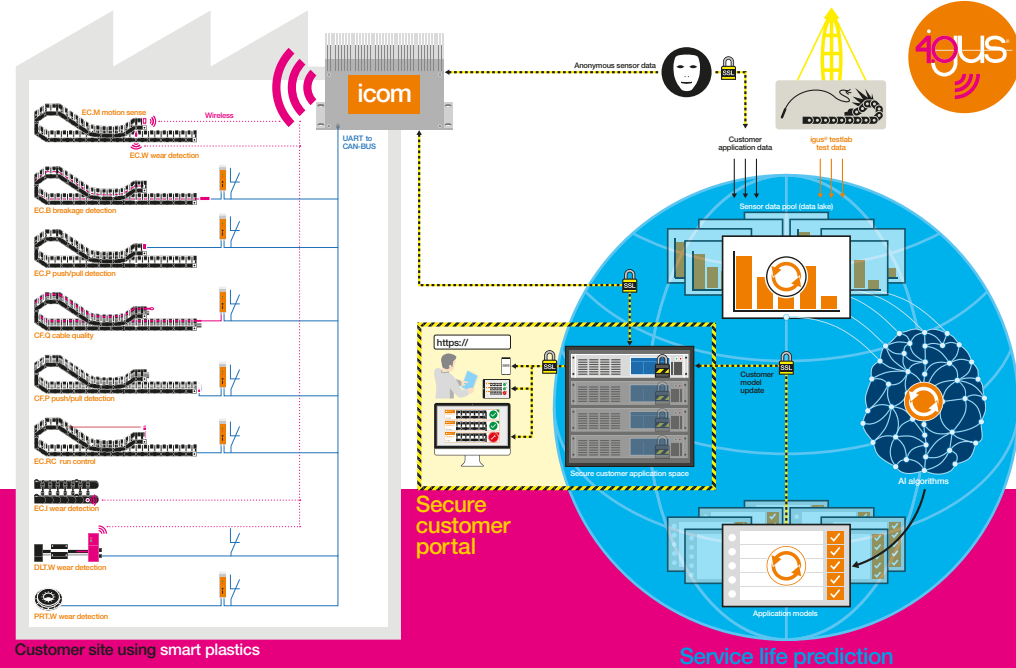 4.igus®
icom
Anonymous sensor data
SSL
EC.M motion sense
Wireless
EC.W wear detection
UART to
CAN-BUS
Customer
application data
igus® testlab
test data
EC.B breakage detection
Sensor data pool (data lake)
EC.P push/pull detection
SSL
CF.Q cable quality
https://
SSL
SSL
Customer
model
update
CF.P push/pull detection
EC.RC run control
Secure customer application space
AI algorithms
EC.I wear detection
Secure
customer
portal
DLT.W wear detection
PRT.W wear detection
Application models
Customer site using smart plastics
Service life prediction